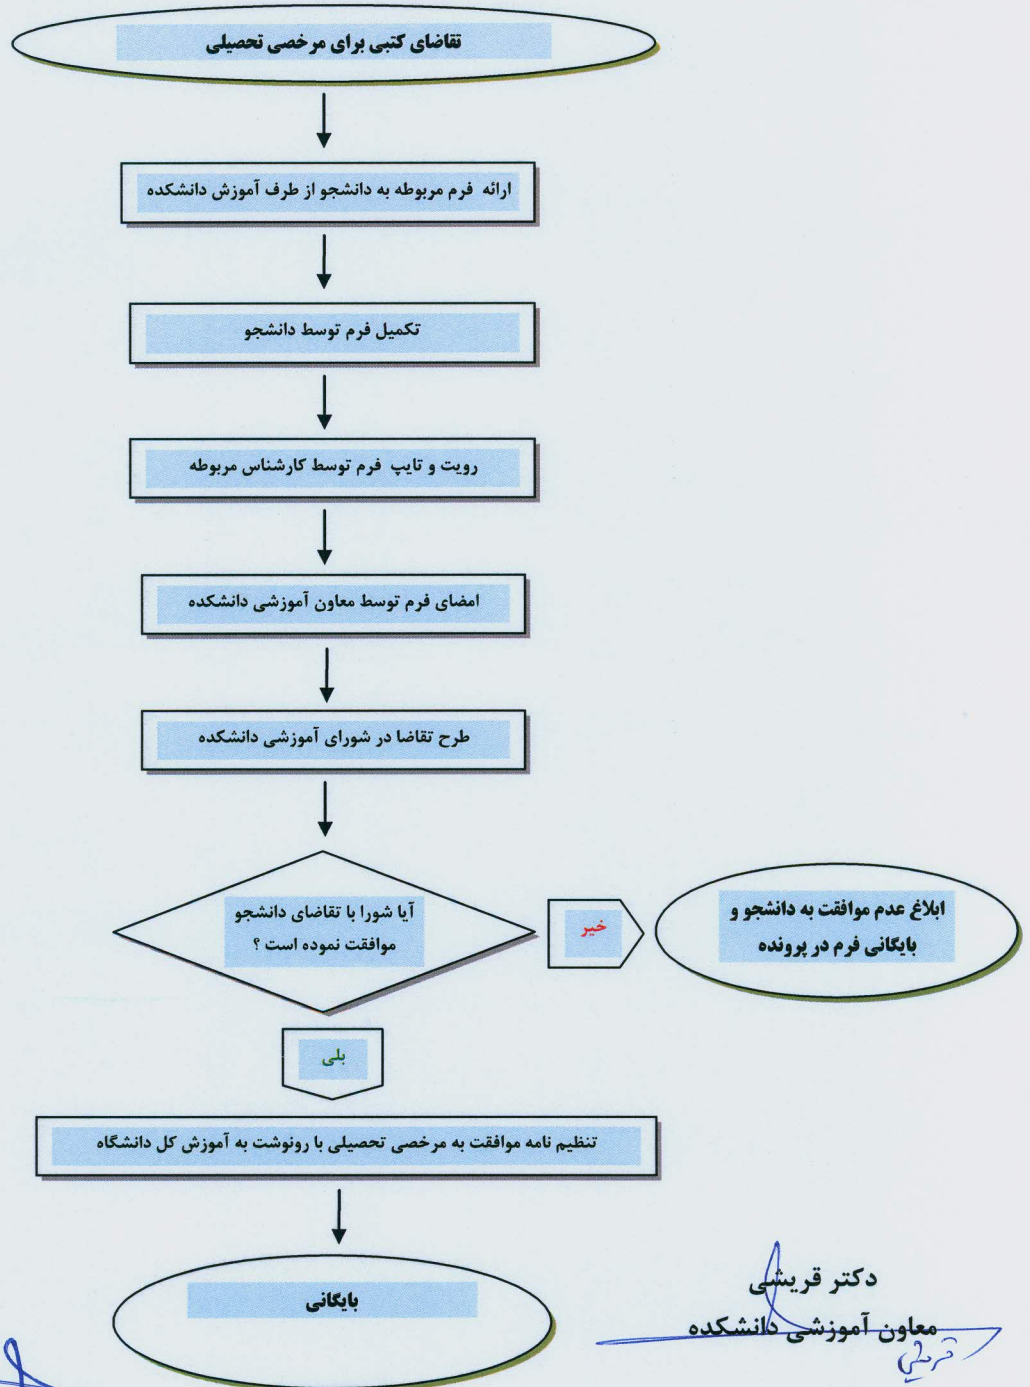 تقاضای کتبی برای مرخصی تحصیلی
ارائه فرم مربوطه به دانشجو از طرف آموزش دانشکده
تکمیل فرم توسط دانشجو
رویت و تایپ فرم توسط کارشناس مربوطه
امضای فرم توسط معاون آموزشی دانشکده
طرح تقاضا در شورای آموزشی دانشکده
آیا شورا با تقاضای دانشجو
موافقت نموده است ؟
خیر
ابلاغ عدم موافقت به دانشجو و
بایگانی فرم در پرونده
بلی
تنظیم نامه موافقت به مرخصی تحصیلی با رونوشت به آموزش کل دانشگاه
بایگانی
دکتر قریشی
معاون آموزشی دانشکده